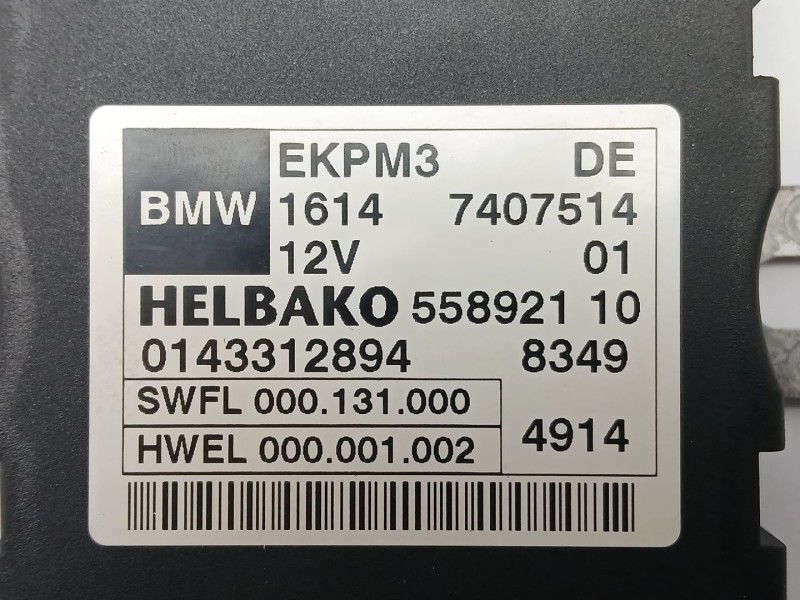 EKPM3 DE
BMW 1614 7407514
12V 01
HELBAKO 558921 10
0143312894 8349
SWFL 000.131.000
4914
HWEL 000.001.002